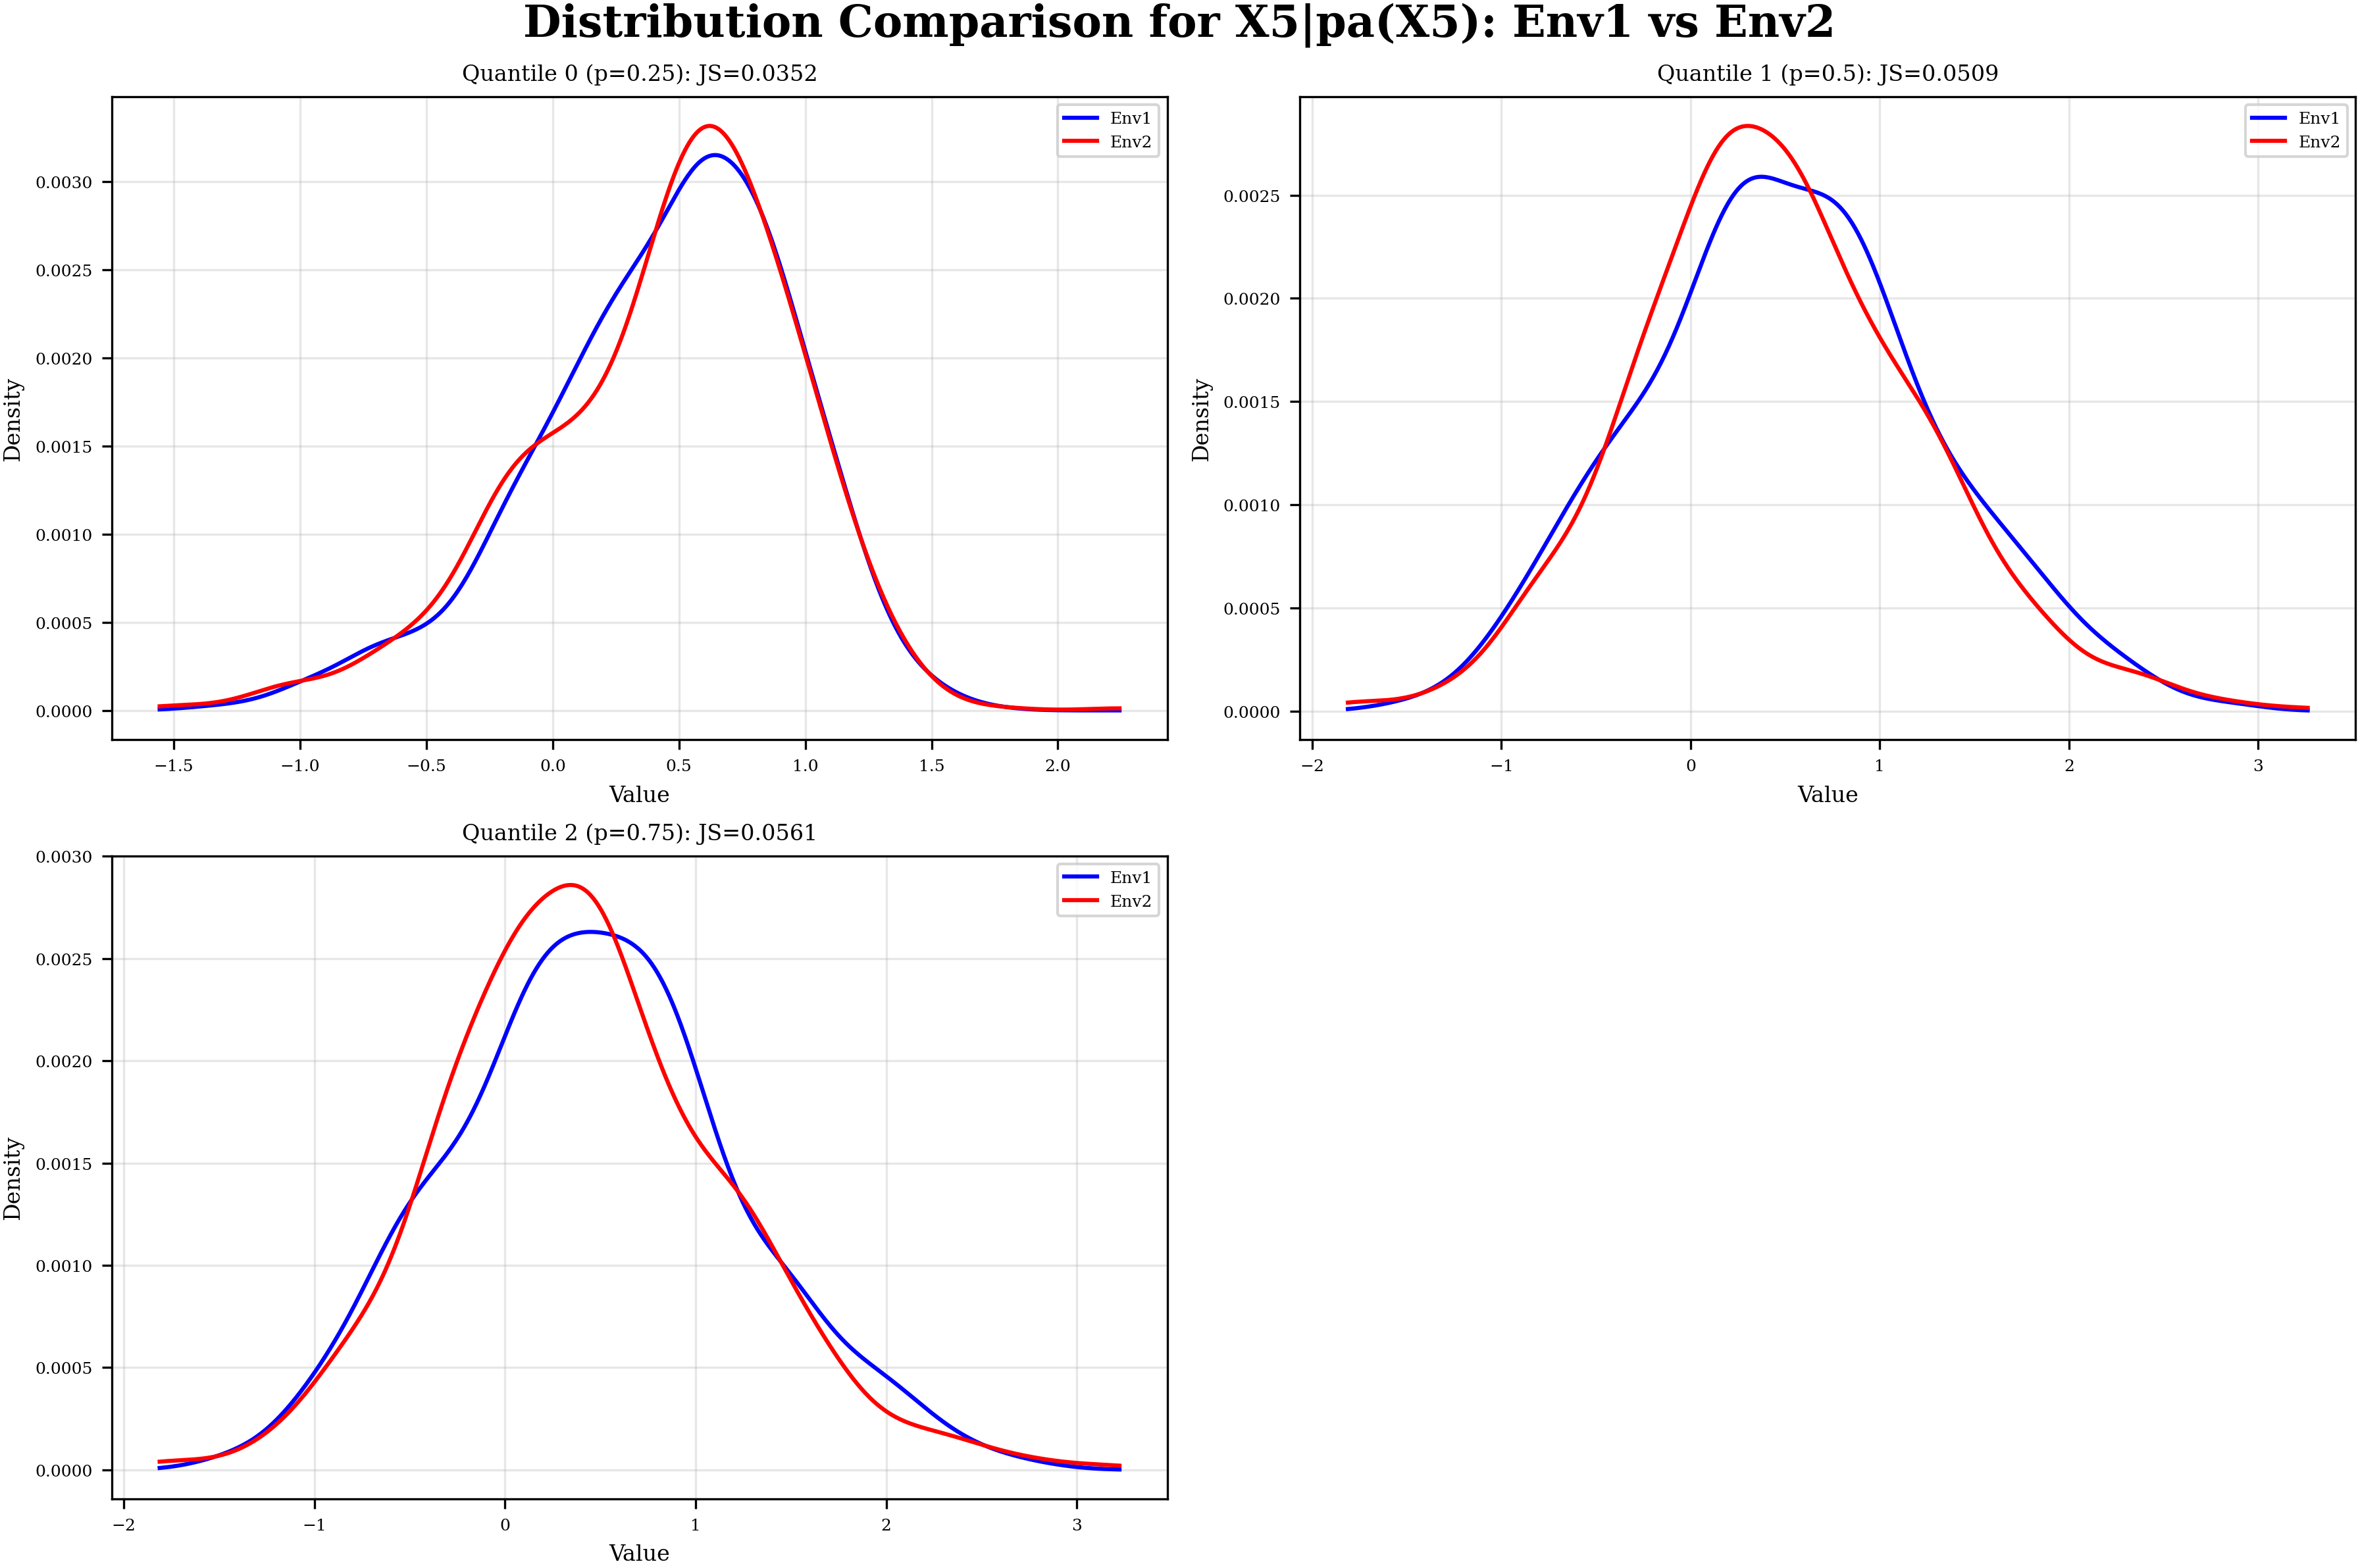 Distribution Comparison for X5|pa(X5): Env1 vs Env2
Quantile 0 (p=0.25): JS=0.0352
Env1
Env2
0.0030
0.0025
0.0020
0.0015
0.0010
0.0005
0.0000
Density
−1.5 −1.0 −0.5 0.0 0.5 1.0 1.5 2.0
Value
Quantile 1 (p=0.5): JS=0.0509
Env1
Env2
0.0025
0.0020
0.0015
0.0010
0.0005
0.0000
Density
−2 −1 0 1 2 3
Value
Quantile 2 (p=0.75): JS=0.0561
Env1
Env2
0.0030
0.0025
0.0020
0.0015
0.0010
0.0005
0.0000
Density
−2 −1 0 1 2 3
Value